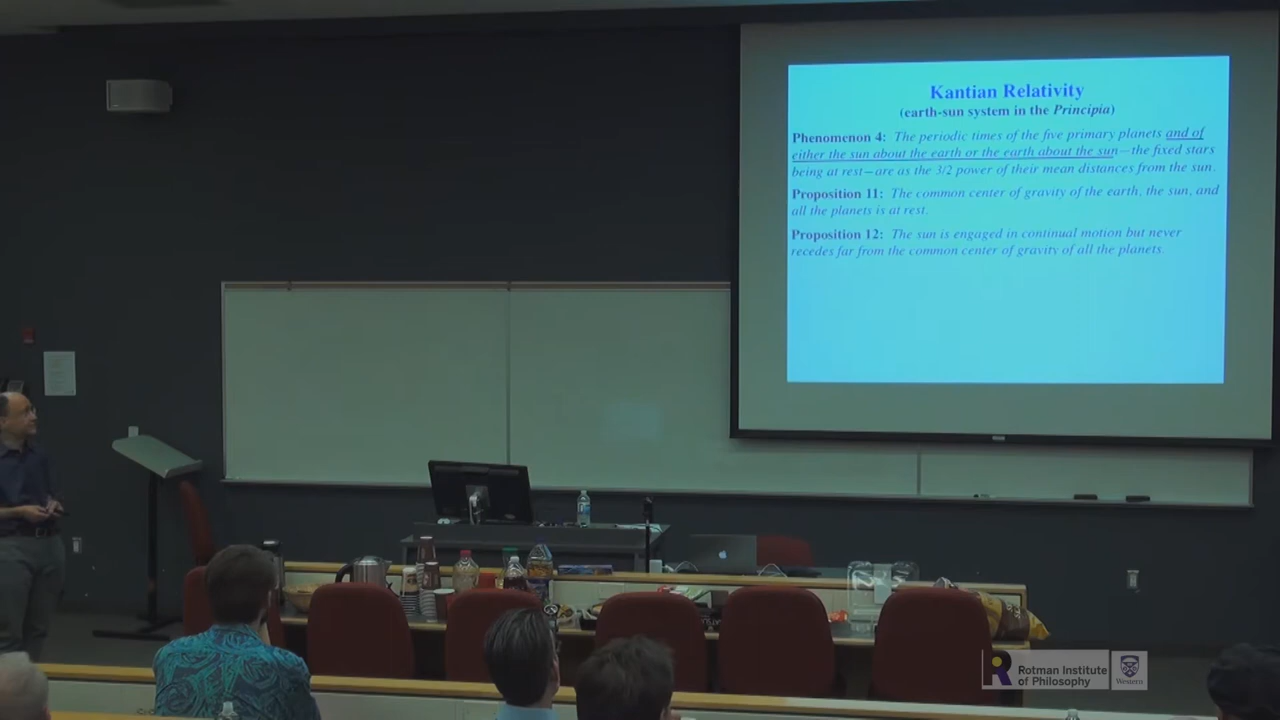 Kantian Relativity
(earth-sun system in the Principia)
Phenomenon 4: The periodic times of the five primary planets and of
either the sun about the earth or the earth about the sun—the fixed stars
being at rest—are as the 3/2 power of their mean distances from the sun.
Proposition 11: The common center of gravity of the earth, the sun, and
all the planets is at rest.
Proposition 12: The sun is engaged in continual motion but never
recedes far from the common center of gravity of all the planets.
Rotman Institute
of Philosophy
Western